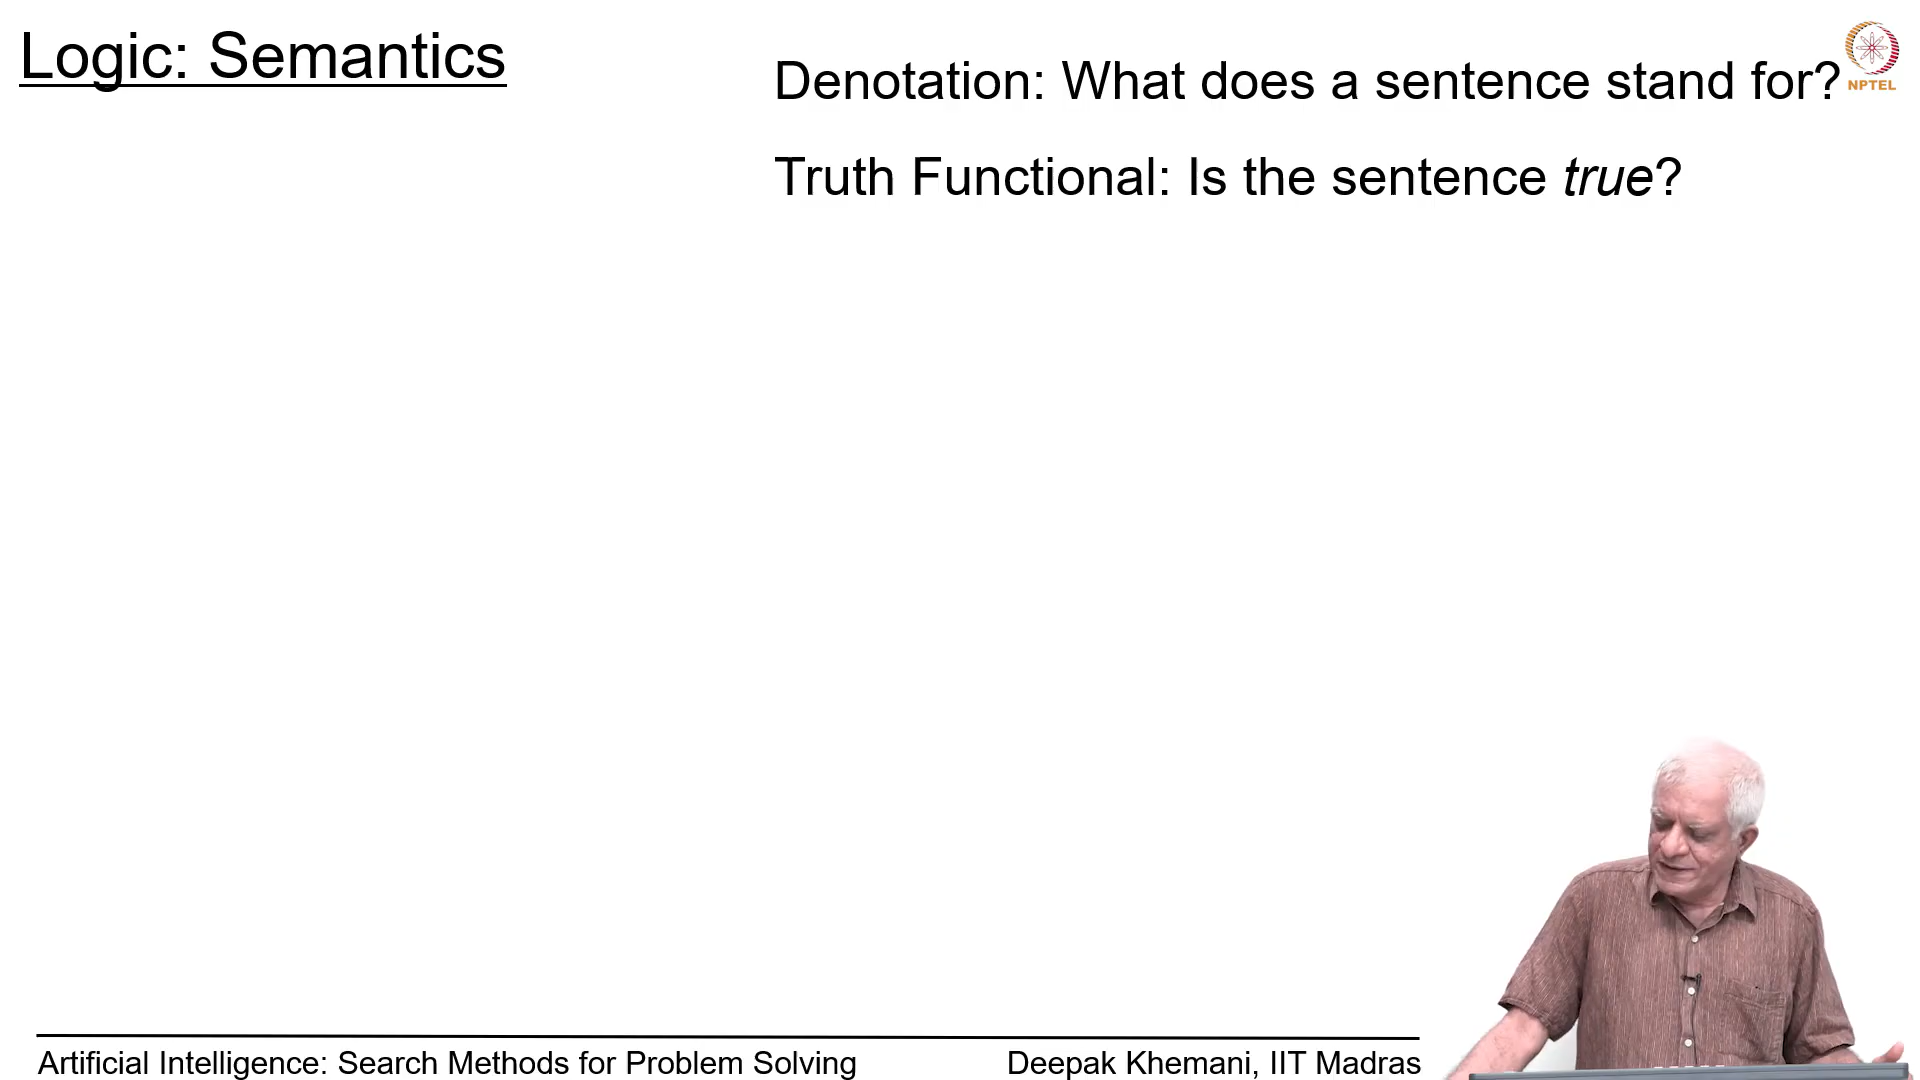 Logic: Semantics
Denotation: What does a sentence stand for?
NPTEL
Truth Functional: Is the sentence true?
Artificial Intelligence: Search Methods for Problem Solving
Deepak Khemani, IIT Madras